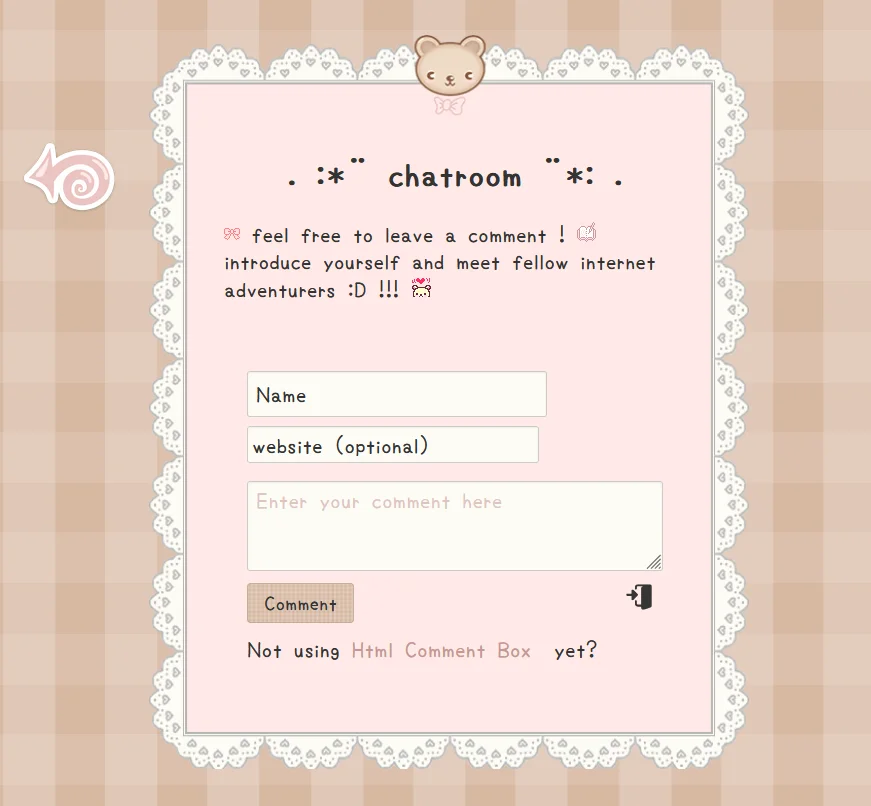 . :*¨ chatroom ¨*: .
feel free to leave a comment !
introduce yourself and meet fellow internet
adventurers :D !!!
Name
website (optional)
Enter your comment here
Comment
Not using Html Comment Box yet?